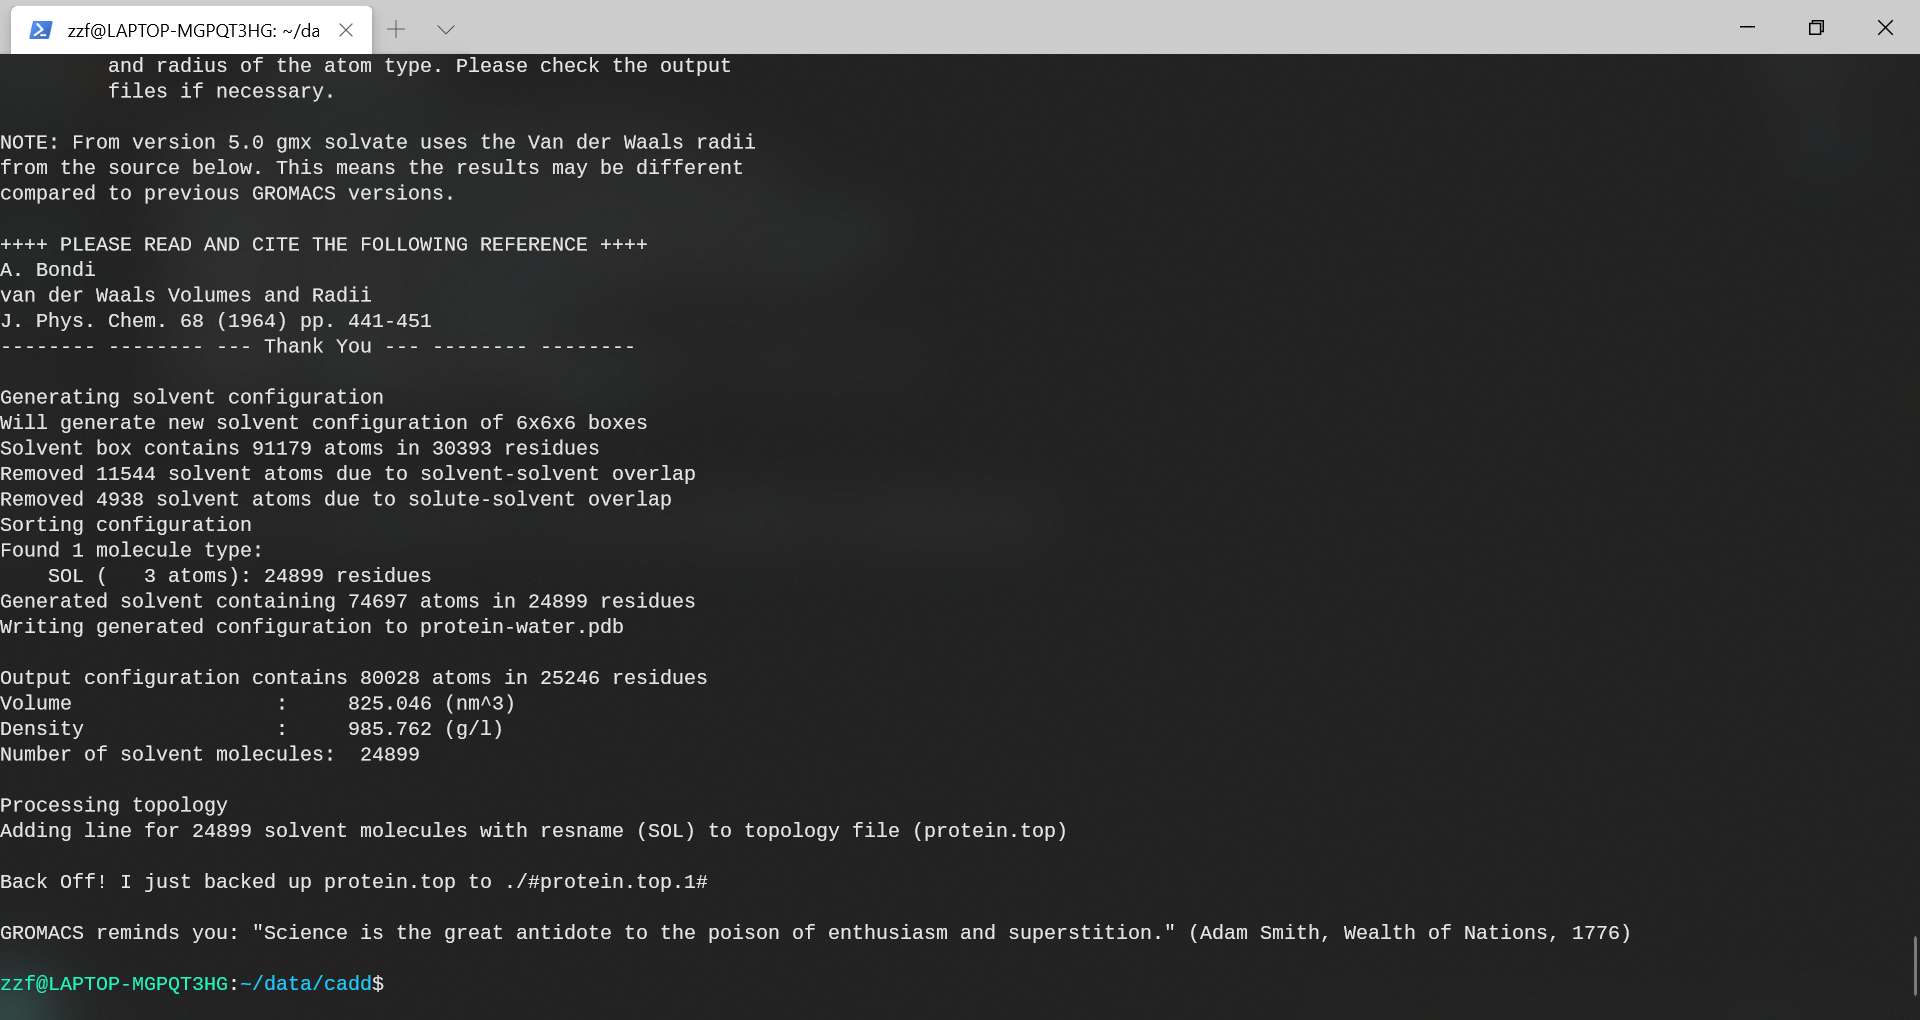 zzf@LAPTOP-MGPQT3HG: ~/da
and radius of the atom type. Please check the output
files if necessary.
NOTE: From version 5.0 gmx solvate uses the Van der Waals radii
from the source below. This means the results may be different
compared to previous GROMACS versions.
++++ PLEASE READ AND CITE THE FOLLOWING REFERENCE ++++
A. Bondi
van der Waals Volumes and Radii
J. Phys. Chem. 68 (1964) pp. 441-451
-------- -------- --- Thank You --- -------- --------
Generating solvent configuration
Will generate new solvent configuration of 6x6x6 boxes
Solvent box contains 91179 atoms in 30393 residues
Removed 11544 solvent atoms due to solvent-solvent overlap
Removed 4938 solvent atoms due to solute-solvent overlap
Sorting configuration
Found 1 molecule type:
    SOL (   3 atoms): 24899 residues
Generated solvent containing 74697 atoms in 24899 residues
Writing generated configuration to protein-water.pdb
Output configuration contains 80028 atoms in 25246 residues
Volume                 :     825.046 (nm^3)
Density                :     985.762 (g/l)
Number of solvent molecules:  24899
Processing topology
Adding line for 24899 solvent molecules with resname (SOL) to topology file (protein.top)
Back Off! I just backed up protein.top to ./#protein.top.1#
GROMACS reminds you: "Science is the great antidote to the poison of enthusiasm and superstition." (Adam Smith, Wealth of Nations, 1776)
zzf@LAPTOP-MGPQT3HG:~/data/cadd$